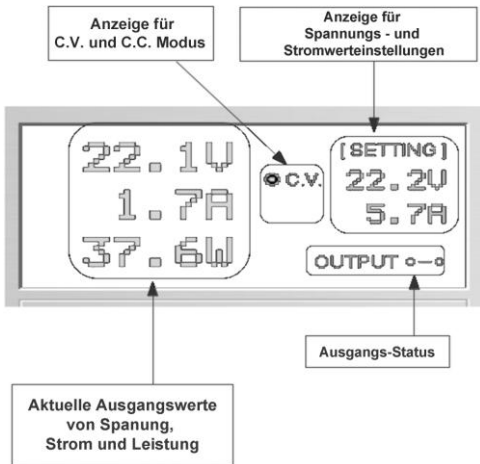 Anzeige für
C.V. und C.C. Modus
Anzeige für
Spannungs - und
Stromwerteinstellungen
22.1V
1.7A
37.6W
C.V.
[SETTING]
22.2V
5.7A
OUTPUT
Ausgangs-Status
Aktuelle Ausgangswerte
von Spanung,
Strom und Leistung